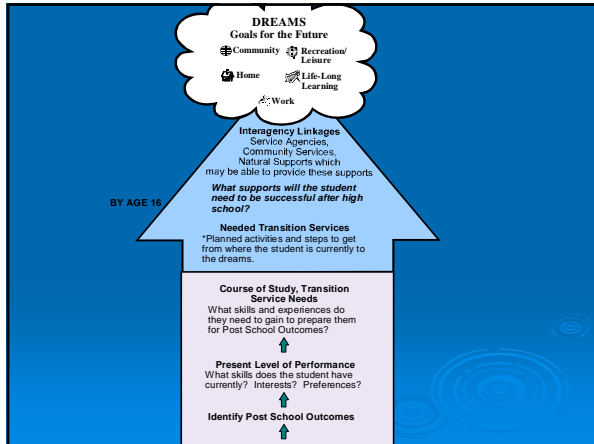 DREAMS
Goals for the Future
Community
Recreation/
Leisure
Home
Life-Long
Learning
Work
Interagency Linkages
Service Agencies,
Community Services,
Natural Supports which
may be able to provide these supports
What supports will the student
need to be successful after high
school?
BY AGE 16
Needed Transition Services
*Planned activities and steps to get
from where the student is currently to
the dreams.
Course of Study, Transition
Service Needs
What skills and experiences do
they need to gain to prepare them
for Post School Outcomes?
Present Level of Performance
What skills does the student have
currently? Interests? Preferences?
Identify Post School Outcomes